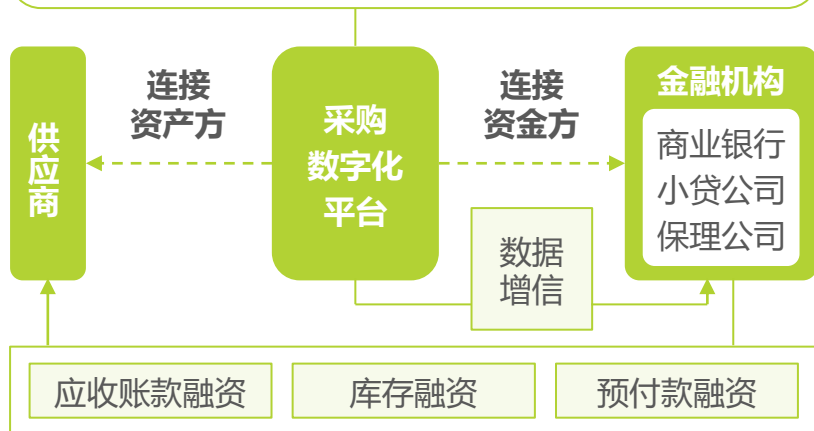 供应商
连接
资产方
采购
数字化
平台
连接
资金方
金融机构
商业银行
小贷公司
保理公司
数据
增信
应收账款融资
库存融资
预付款融资